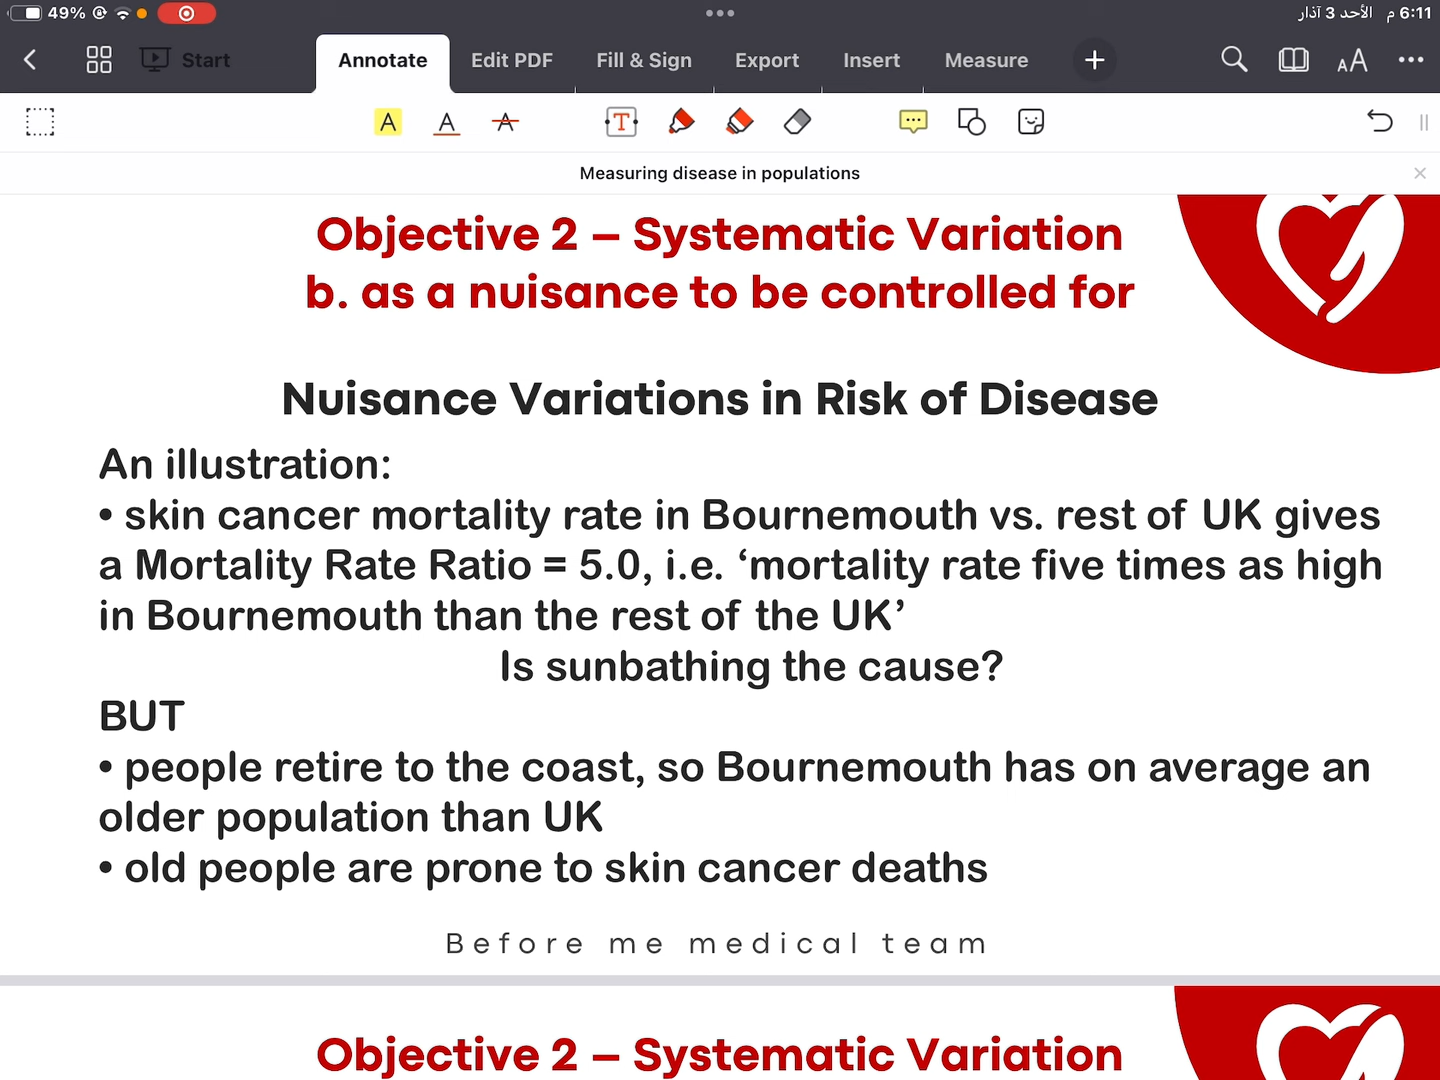 49%
6:11 م الأحد 3 آذار
Start
Annotate
Edit PDF
Fill & Sign
Export
Insert
Measure
Measuring disease in populations
Objective 2 – Systematic Variation
b. as a nuisance to be controlled for
Nuisance Variations in Risk of Disease
An illustration:
• skin cancer mortality rate in Bournemouth vs. rest of UK gives
a Mortality Rate Ratio = 5.0, i.e. ‘mortality rate five times as high
in Bournemouth than the rest of the UK’
Is sunbathing the cause?
BUT
• people retire to the coast, so Bournemouth has on average an
older population than UK
• old people are prone to skin cancer deaths
Before me medical team
Objective 2 – Systematic Variation